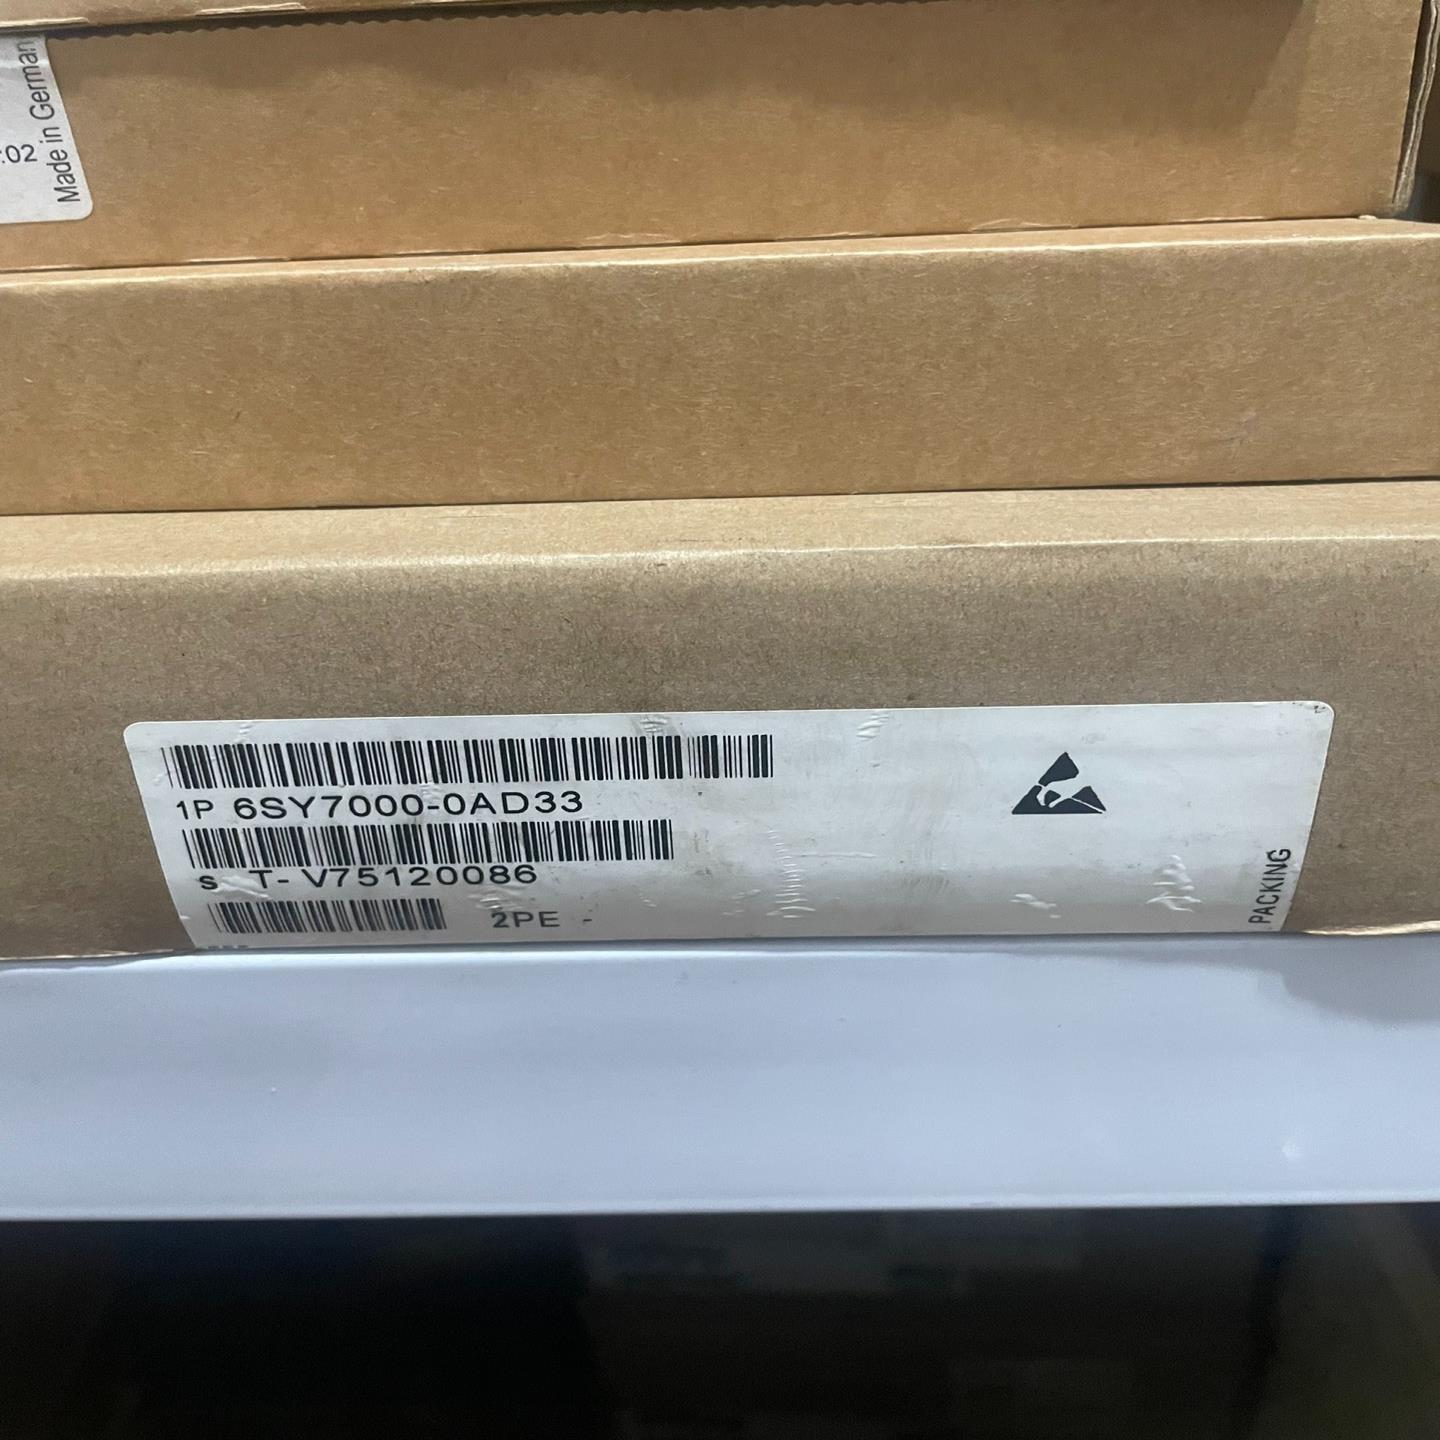 :02
Made in German
1P 6SY7000-0AD33
S T- V75120086
2PE -
PACKING